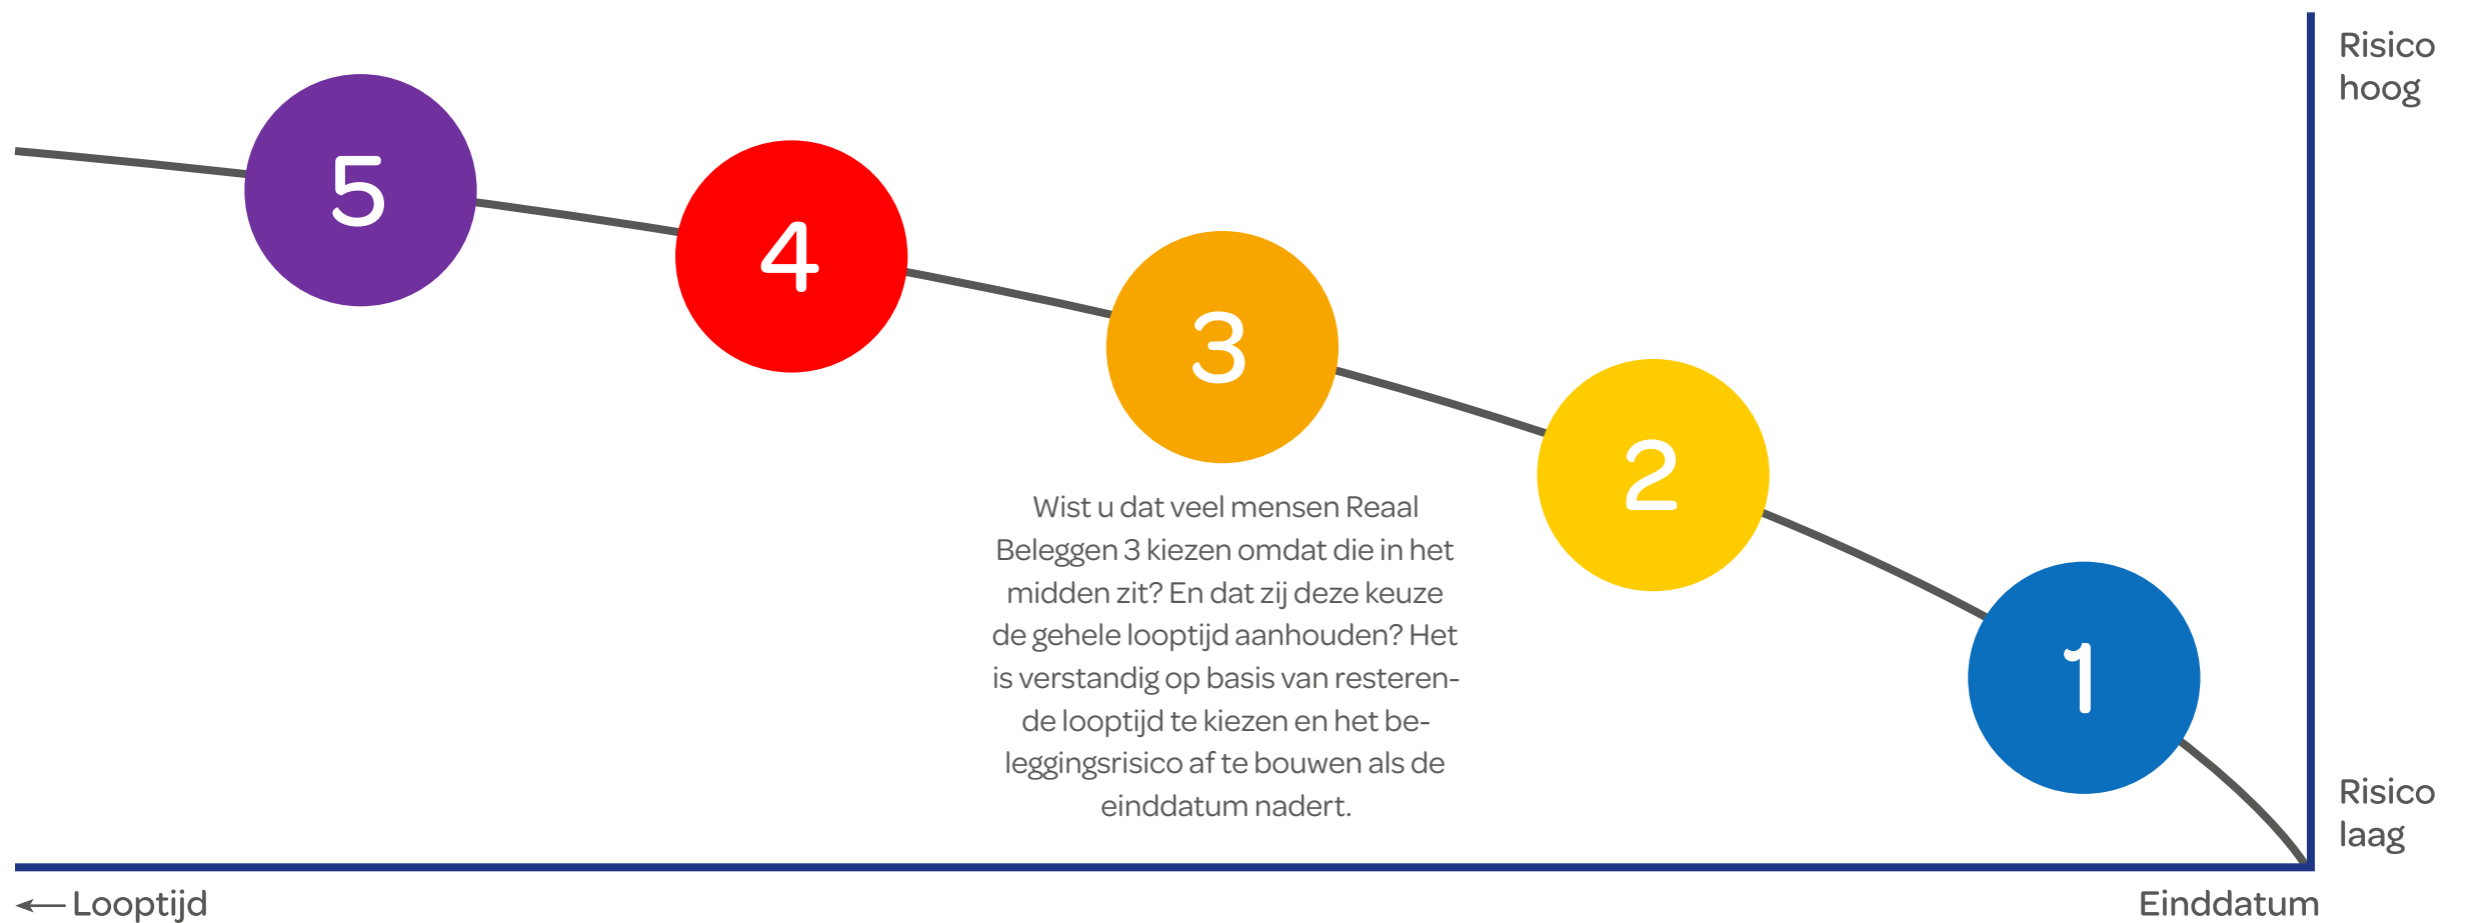 Risico
hoog
5
4
3
2
1
Wist u dat veel mensen Reaal
Beleggen 3 kiezen omdat die in het
midden zit? En dat zij deze keuze
de gehele looptijd aanhouden? Het
is verstandig op basis van resteren-
de looptijd te kiezen en het be-
leggingsrisico af te bouwen als de
einddatum nadert.
Risico
laag
Looptijd
Einddatum